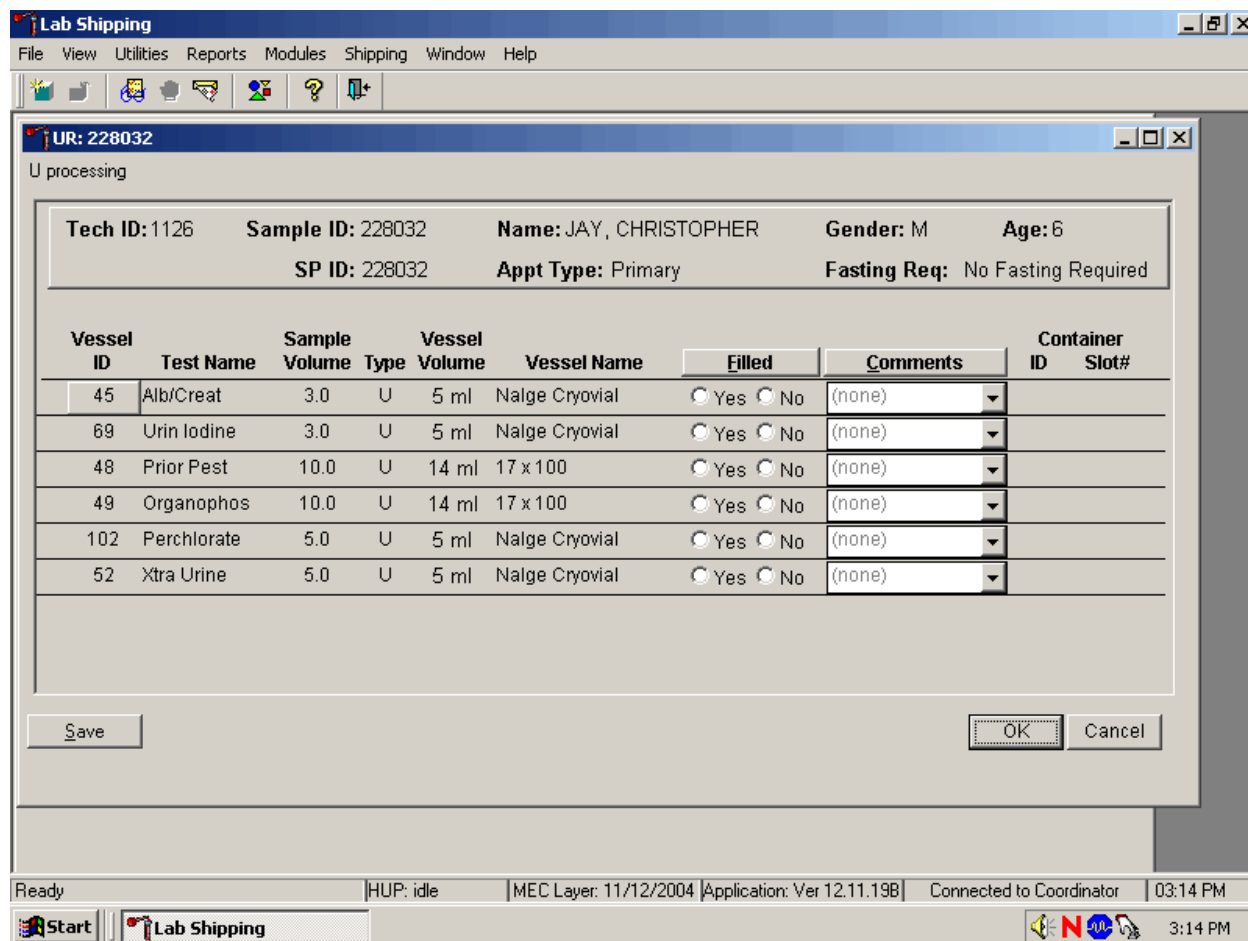 Lab Shipping
File View Utilities Reports Modules Shipping Window Help
UR: 228032
U processing
Tech ID: 1126 Sample ID: 228032 Name: JAY, CHRISTOPHER Gender: M Age: 6
SP ID: 228032 Appt Type: Primary Fasting Req: No Fasting Required
Vessel Sample Vessel Container
ID Test Name Volume Type Volume Vessel Name Filled Comments ID Slot#
45 Alb/Creat 3.0 U 5 ml Nalge Cryovial Yes No (none)
69 Urin Iodine 3.0 U 5 ml Nalge Cryovial Yes No (none)
48 Prior Pest 10.0 U 14 ml 17 x 100 Yes No (none)
49 Organophos 10.0 U 14 ml 17 x 100 Yes No (none)
102 Perchlorate 5.0 U 5 ml Nalge Cryovial Yes No (none)
52 Xtra Urine 5.0 U 5 ml Nalge Cryovial Yes No (none)
Save OK Cancel
Ready HUP: idle MEC Layer: 11/12/2004 Application: Ver 12.11.19B Connected to Coordinator 03:14 PM
Start Lab Shipping N 3:14 PM